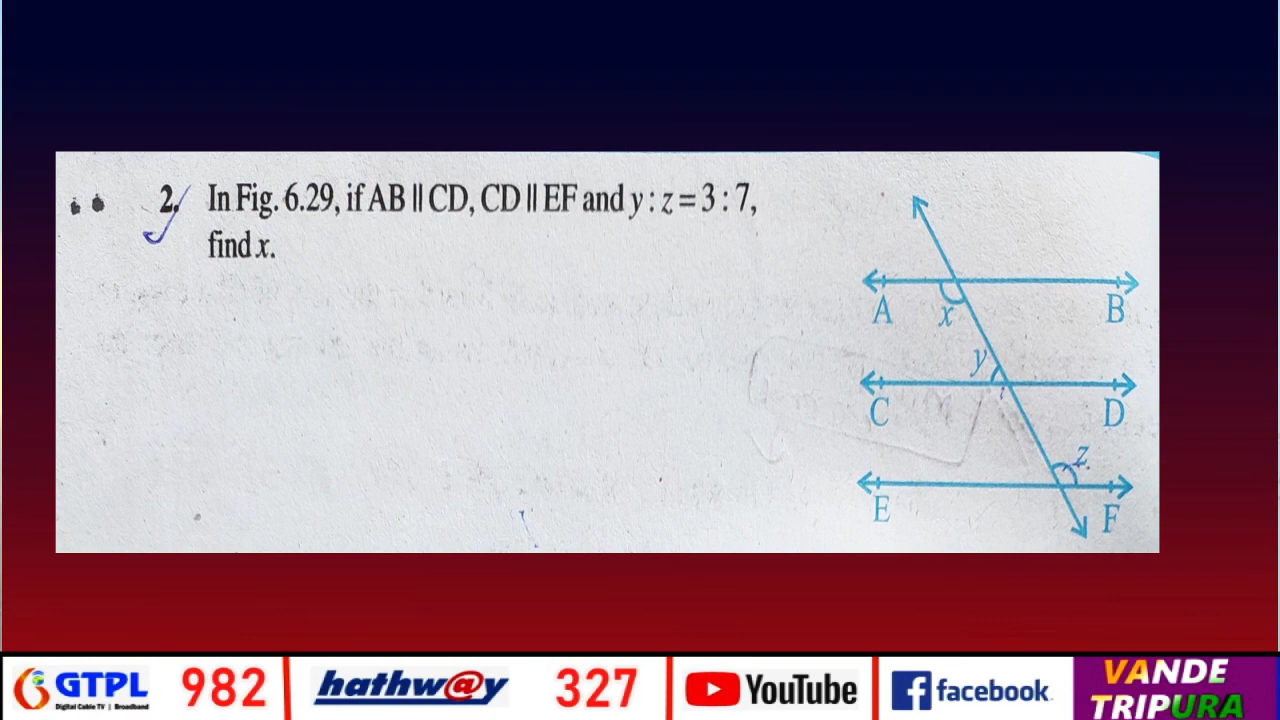 2. In Fig. 6.29, if AB || CD, CD || EF and y : z = 3 : 7,
find x.
A
B
x
y
C
D
z
E
F
GTPL
Digital Cable TV | Broadband
982
hathw@y
327
YouTube
facebook
VANDE
TRIPURA